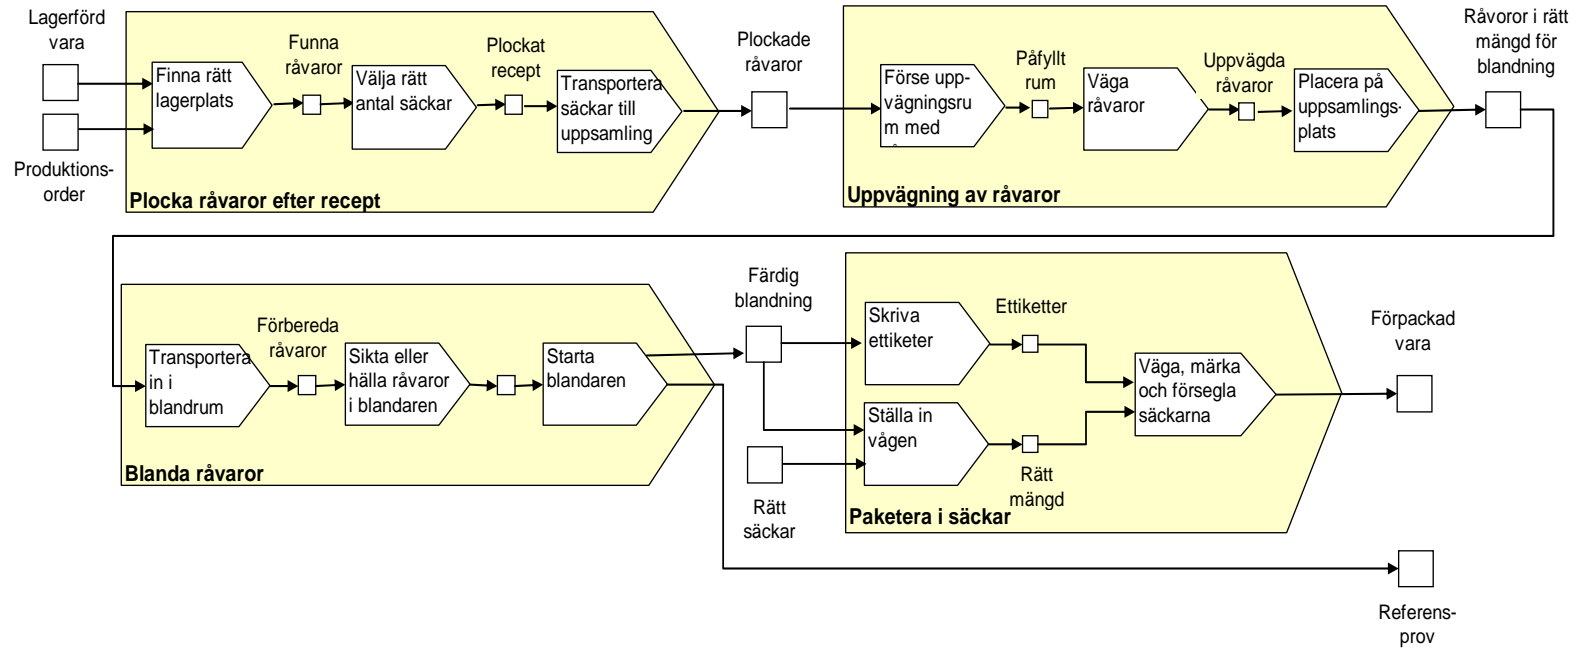 Lagerförd
vara
Produktions-
order
Finna rätt
lagerplats
Funna
råvaror
Välja rätt
antal säckar
Plockat
recept
Transportera
säckar till
uppsamling
Plocka råvaror efter recept
Plockade
råvaror
Förse upp-
vägningsru
m med
Påfyllt
rum
Väga
råvaror
Uppvägda
råvaror
Placera på
uppsamlings-
plats
Uppvägning av råvaror
Råvoror i rätt
mängd för
blandning
Transportera
in i
blandrum
Förbereda
råvaror
Sikta eller
hälla råvaror
i blandaren
Starta
blandaren
Blanda råvaror
Färdig
blandning
Rätt
säckar
Skriva
ettiketer
Ettiketter
Ställa in
vågen
Rätt
mängd
Väga, märka
och försegla
säckarna
Paketera i säckar
Förpackad
vara
Referens-
prov